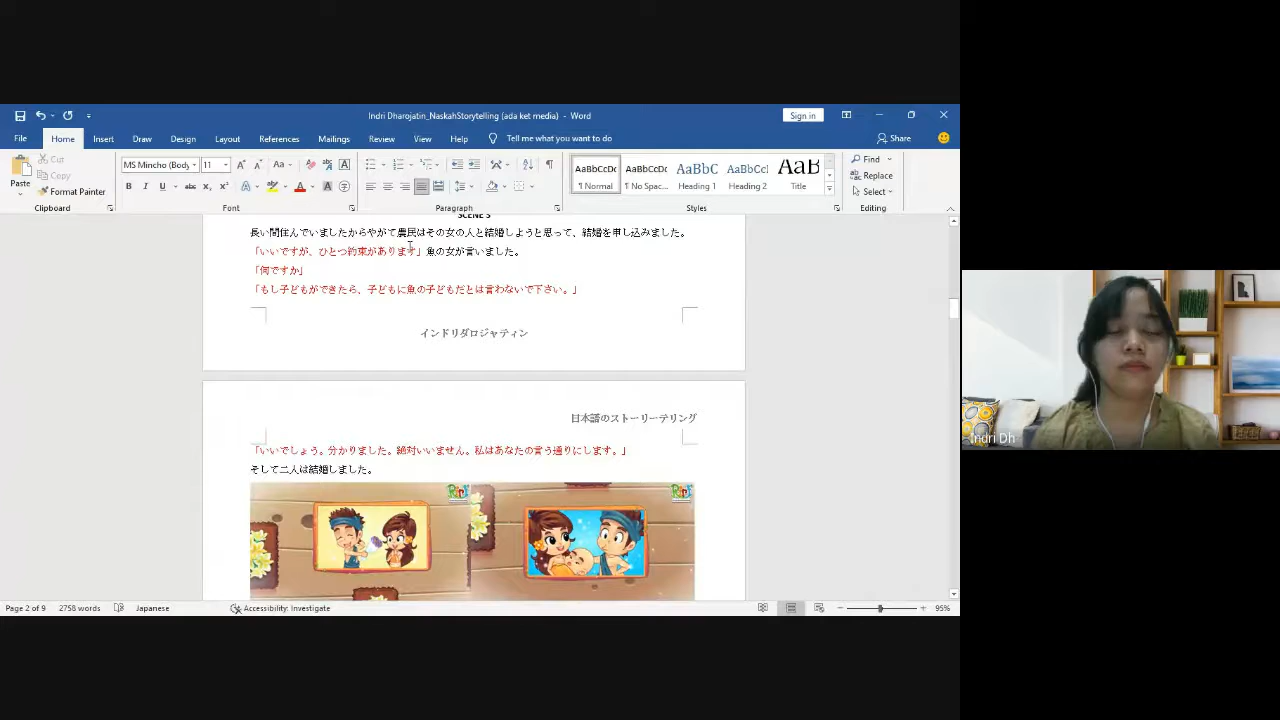 Indri Dharojatin_NaskahStorytelling (ada ket media) - Word
Sign in
File Home Insert Draw Design Layout References Mailings Review View Help Tell me what you want to do Share
Paste
Cut
Copy
Format Painter
Clipboard
MS Mincho (Body 11
Font
Paragraph
AaBbCcDc AaBbCcDc AaBbC AaBbCcl AaB
¶ Normal ¶ No Spac... Heading 1 Heading 2 Title
Styles
Find
Replace
Select
Editing
SCENE 3
長い間住んでいましたからやがて農民はその女の人と結婚しようと思って、結婚を申し込みました。
「いいですが、ひとつ約束があります」魚の女が言いました。
「何ですか」
「もし子どもができたら、子どもに魚の子どもだとは言わないで下さい。」
インドリダロジャティン
日本語のストーリーテリング
「いいでしょう。分かりました。絶対いいません。私はあなたの言う通りにします。」
そして二人は結婚しました。
Page 2 of 9 2758 words Japanese Accessibility: Investigate 95%
Indri Dh